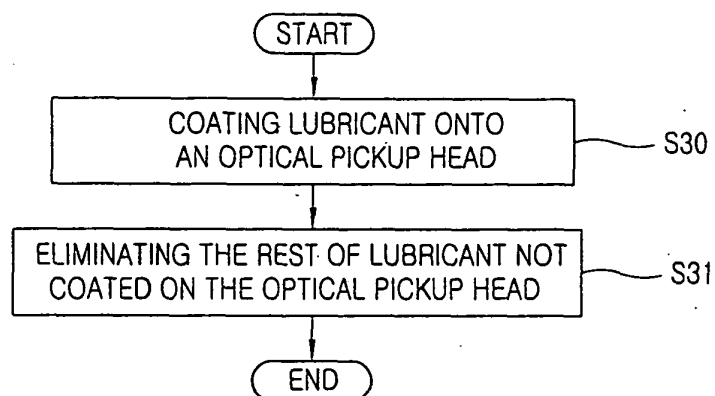 START
COATING LUBRICANT ONTO
AN OPTICAL PICKUP HEAD
S30
ELIMINATING THE REST OF LUBRICANT NOT
COATED ON THE OPTICAL PICKUP HEAD
S31
END